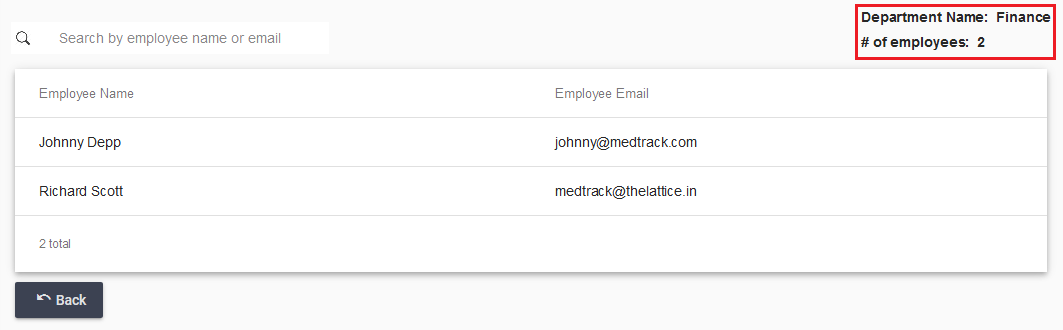 Department Name: Finance
Search by employee name or email
# of employees: 2
Employee Name Employee Email
Johnny Depp johnny@medtrack.com
Richard Scott medtrack@thelattice.in
2 total
Back